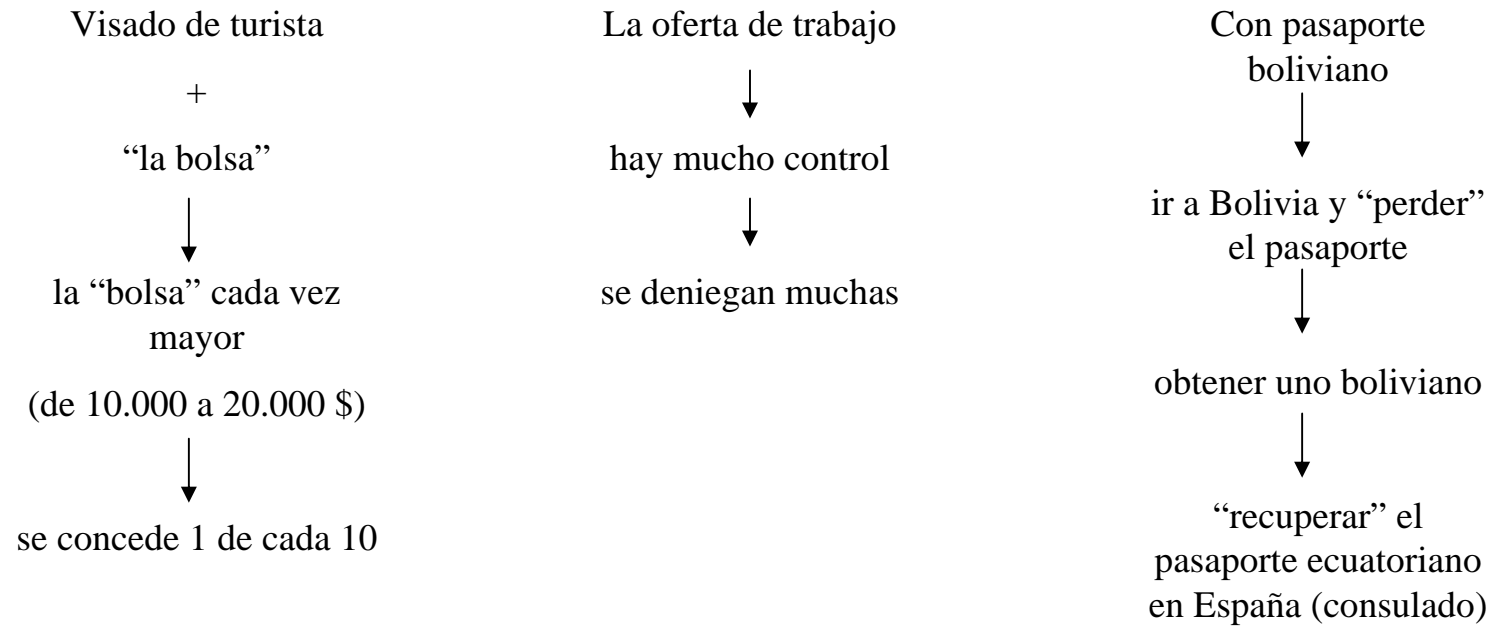 Visado de turista
+
“la bolsa”
la “bolsa” cada vez
mayor
(de 10.000 a 20.000 $)
se concede 1 de cada 10
La oferta de trabajo
hay mucho control
se deniegan muchas
Con pasaporte
boliviano
ir a Bolivia y “perder”
el pasaporte
obtener uno boliviano
“recuperar” el
pasaporte ecuatoriano
en España (consulado)